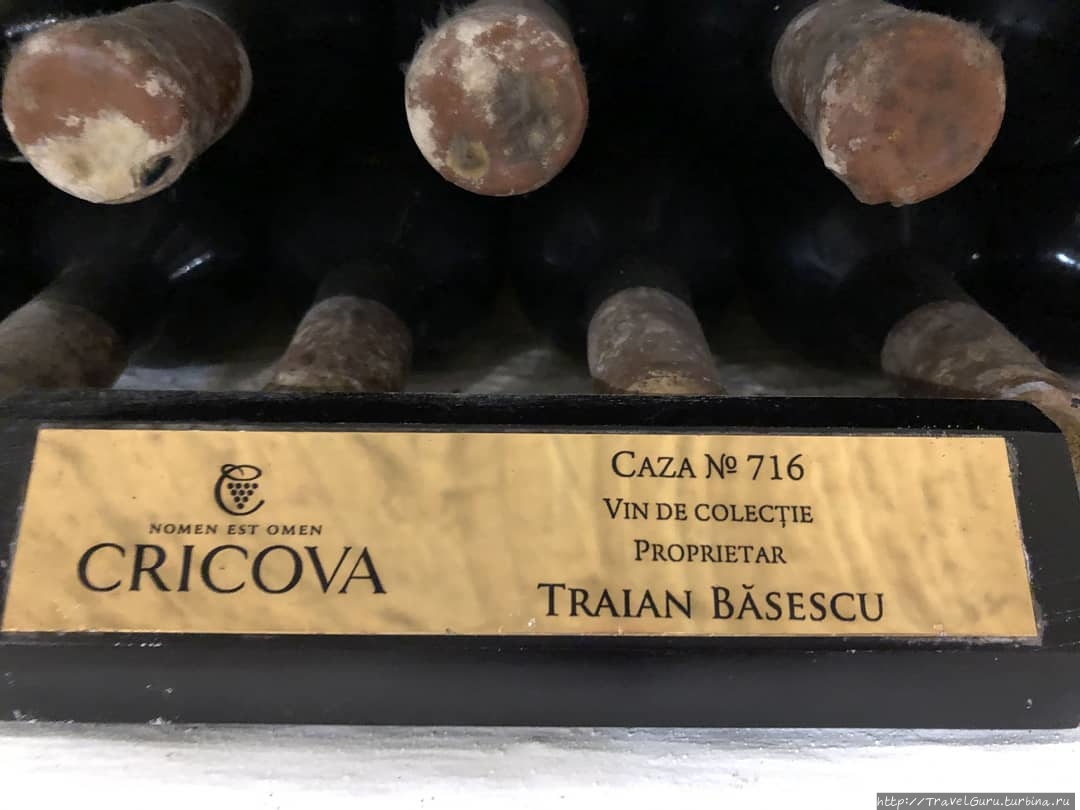 NOMEN EST OMEN
CRICOVA
CAZA № 716
VIN DE COLECȚIE
PROPRIETAR
TRAIAN BĂSESCU
http://TravelGuru.turbina.ru